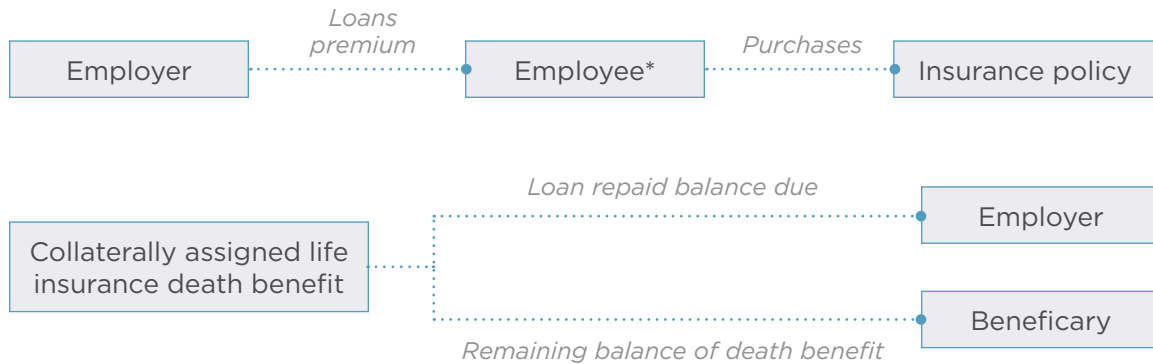 Loans
premium
Purchases
Employer
Employee*
Insurance policy
Loan repaid balance due
Employer
Collaterally assigned life
insurance death benefit
Beneficary
Remaining balance of death benefit